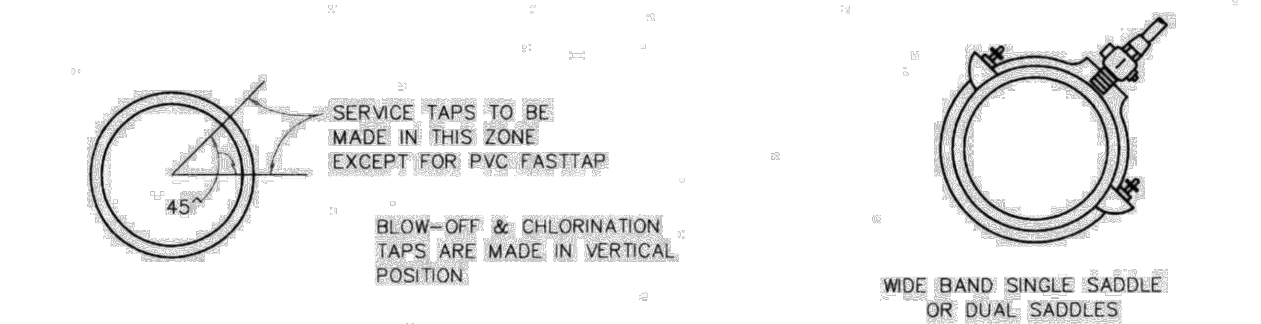 SERVICE TAPS TO BE
MADE IN THIS ZONE
EXCEPT FOR PVC FASTTAP
45^
BLOW-OFF & CHLORINATION
TAPS ARE MADE IN VERTICAL
POSITION
WIDE BAND SINGLE SADDLE
OR DUAL SADDLES